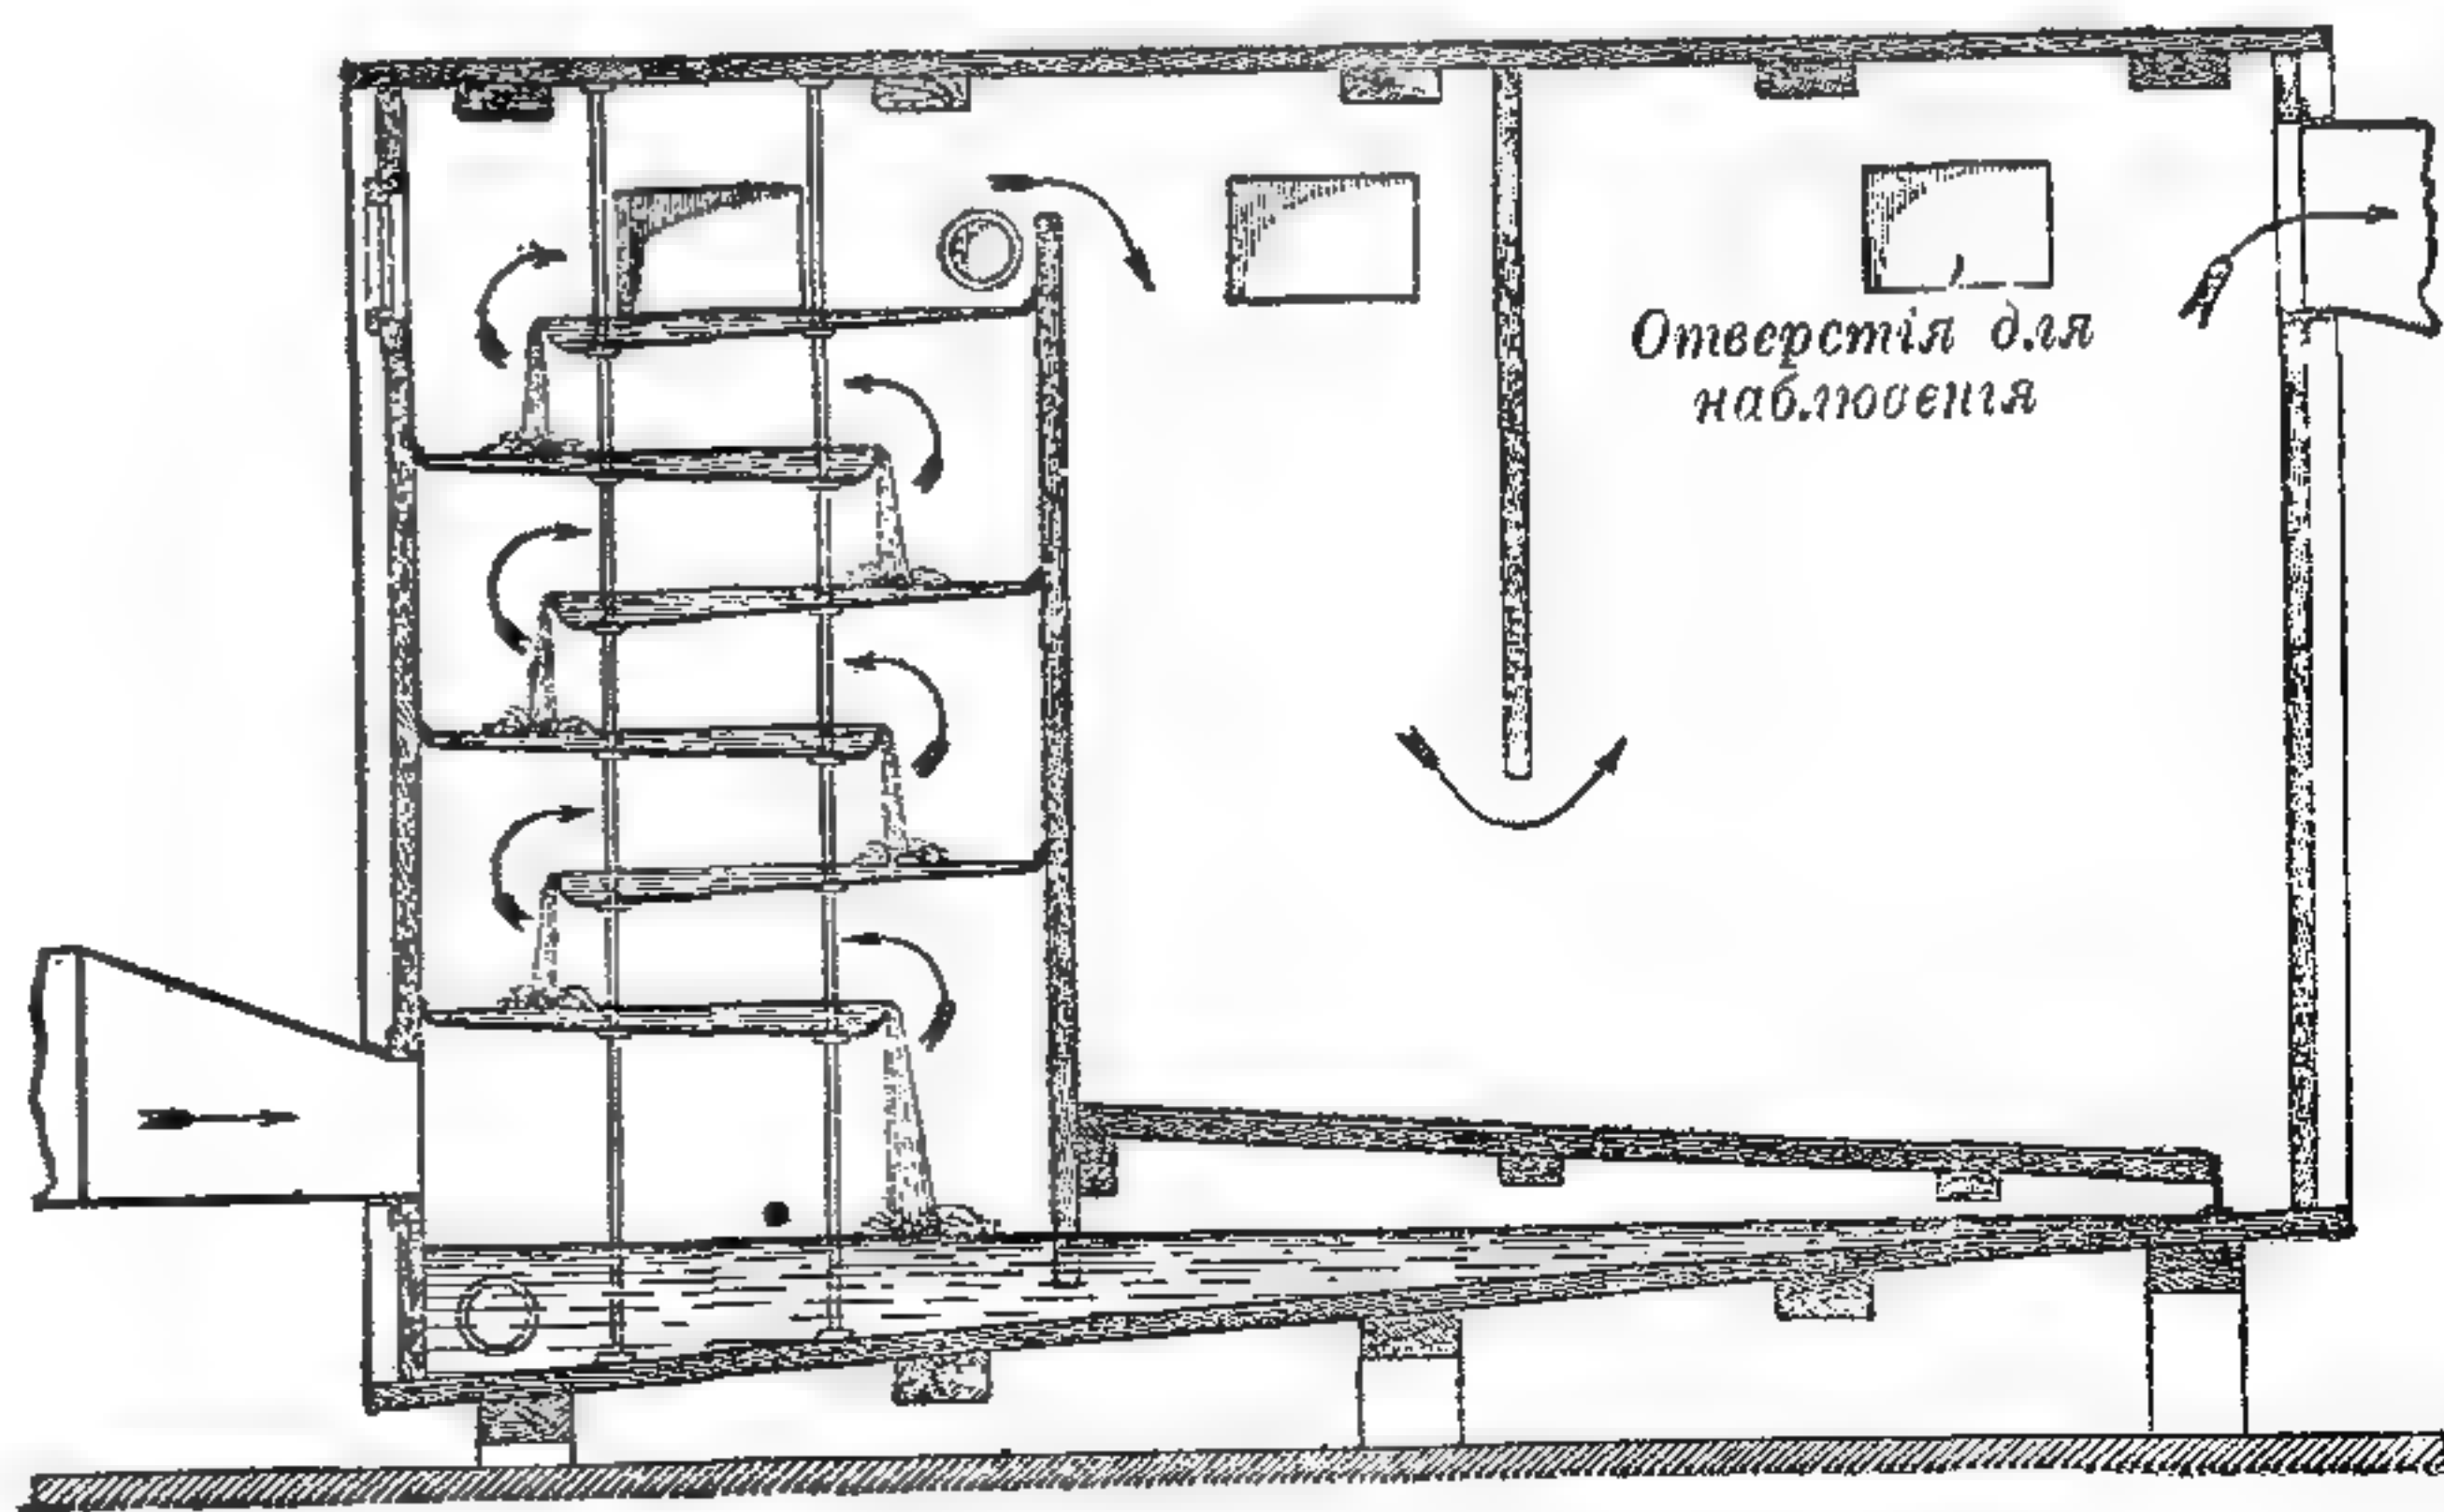 Отверстія для
наблюденія